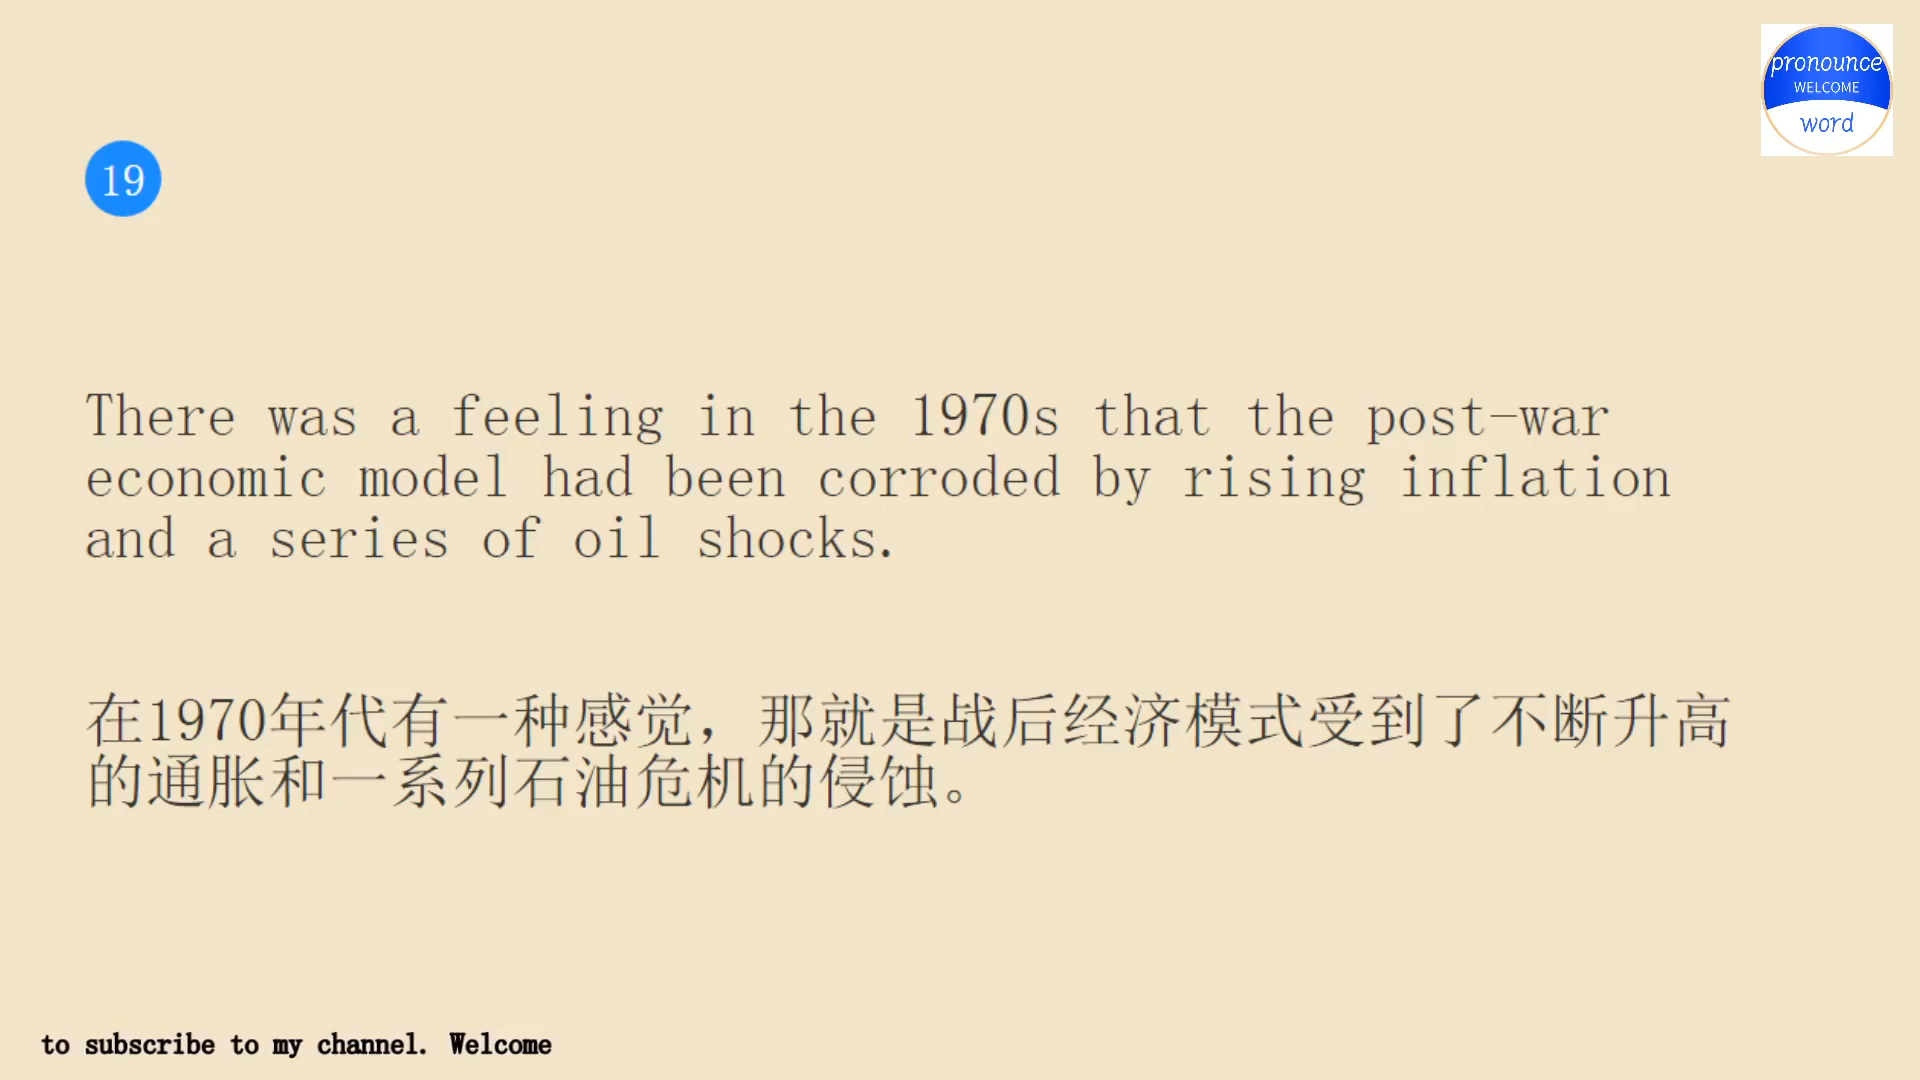 pronounce
WELCOME
word
19
There was a feeling in the 1970s that the post-war
economic model had been corroded by rising inflation
and a series of oil shocks.
在1970年代有一种感觉，那就是战后经济模式受到了不断升高
的通胀和一系列石油危机的侵蚀。
to subscribe to my channel. Welcome